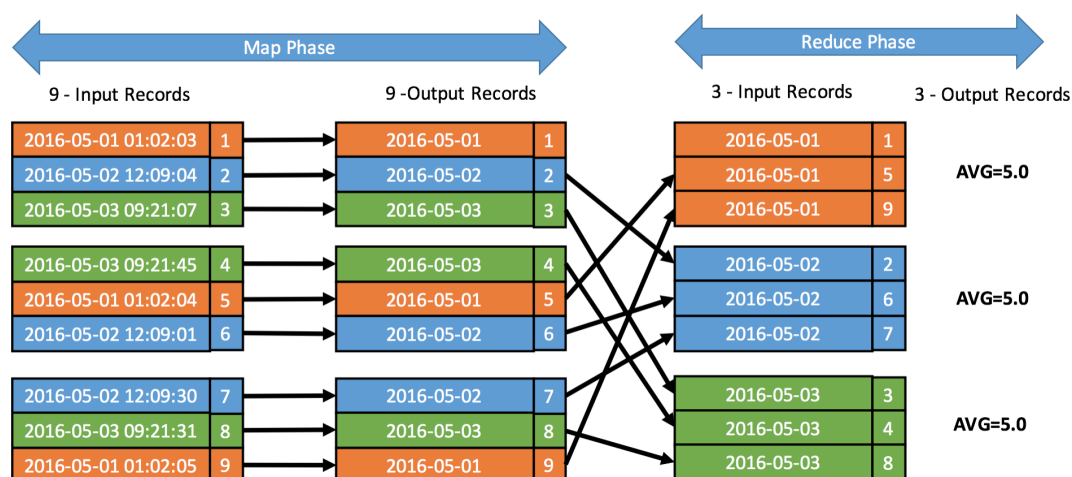 Map Phase
Reduce Phase
9 - Input Records
9 -Output Records
3 - Input Records
3 - Output Records
2016-05-01 01:02:03 1
2016-05-02 12:09:04 2
2016-05-03 09:21:07 3
2016-05-03 09:21:45 4
2016-05-01 01:02:04 5
2016-05-02 12:09:01 6
2016-05-02 12:09:30 7
2016-05-03 09:21:31 8
2016-05-01 01:02:05 9
2016-05-01 1
2016-05-02 2
2016-05-03 3
2016-05-03 4
2016-05-01 5
2016-05-02 6
2016-05-02 7
2016-05-03 8
2016-05-01 9
2016-05-01 1
2016-05-01 5
2016-05-01 9
2016-05-02 2
2016-05-02 6
2016-05-02 7
2016-05-03 3
2016-05-03 4
2016-05-03 8
AVG=5.0
AVG=5.0
AVG=5.0